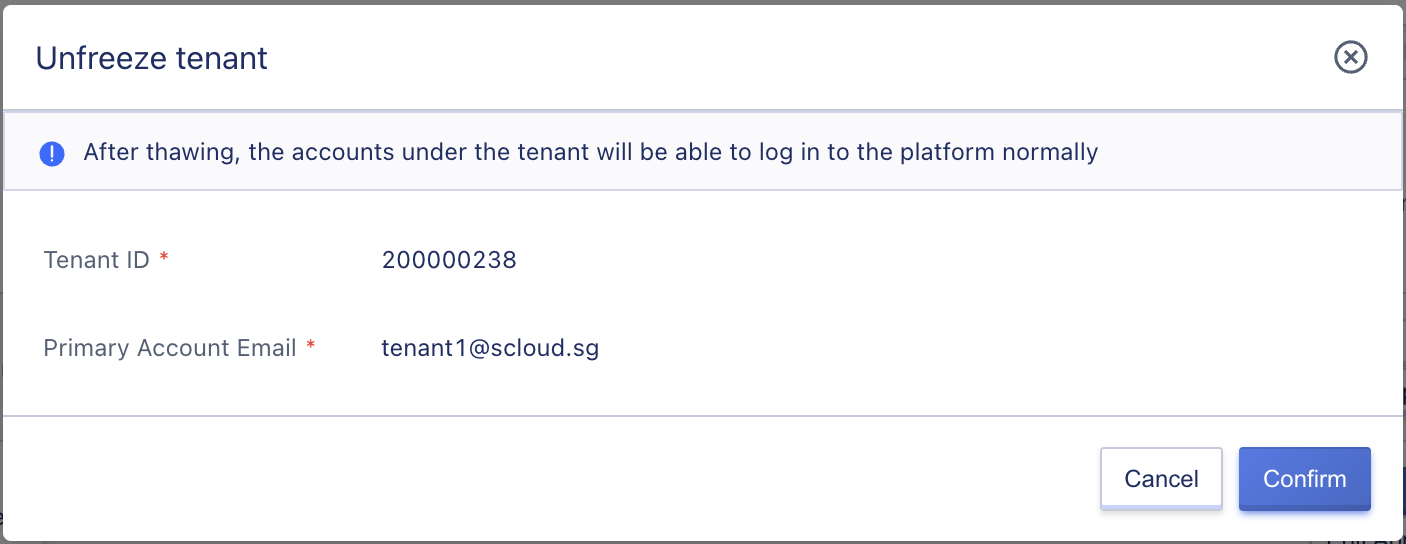 Unfreeze tenant
After thawing, the accounts under the tenant will be able to log in to the platform normally
Tenant ID *
200000238
Primary Account Email *
tenant1@scloud.sg
Cancel
Confirm